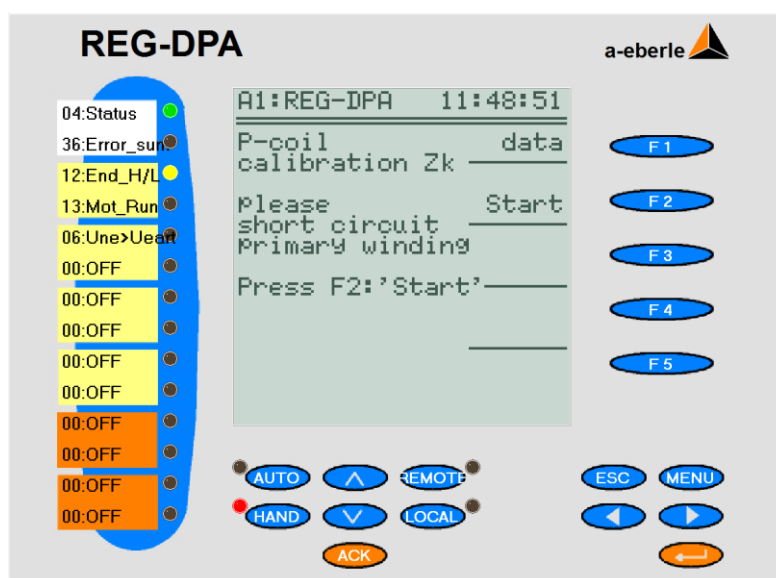 REG-DPA
a-eberle
04:Status
36:Error_sum
12:End_H/L
13:Mot_Run
06:Une>Ueart
00:OFF
00:OFF
00:OFF
00:OFF
00:OFF
00:OFF
00:OFF
00:OFF
00:OFF
A1:REG-DPA 11:48:51
P-coil data
calibration Zk
Please Start
short circuit
primary winding
Press F2:'Start'
F1
F2
F3
F4
F5
AUTO REMOTE
HAND LOCAL
ACK
ESC MENU